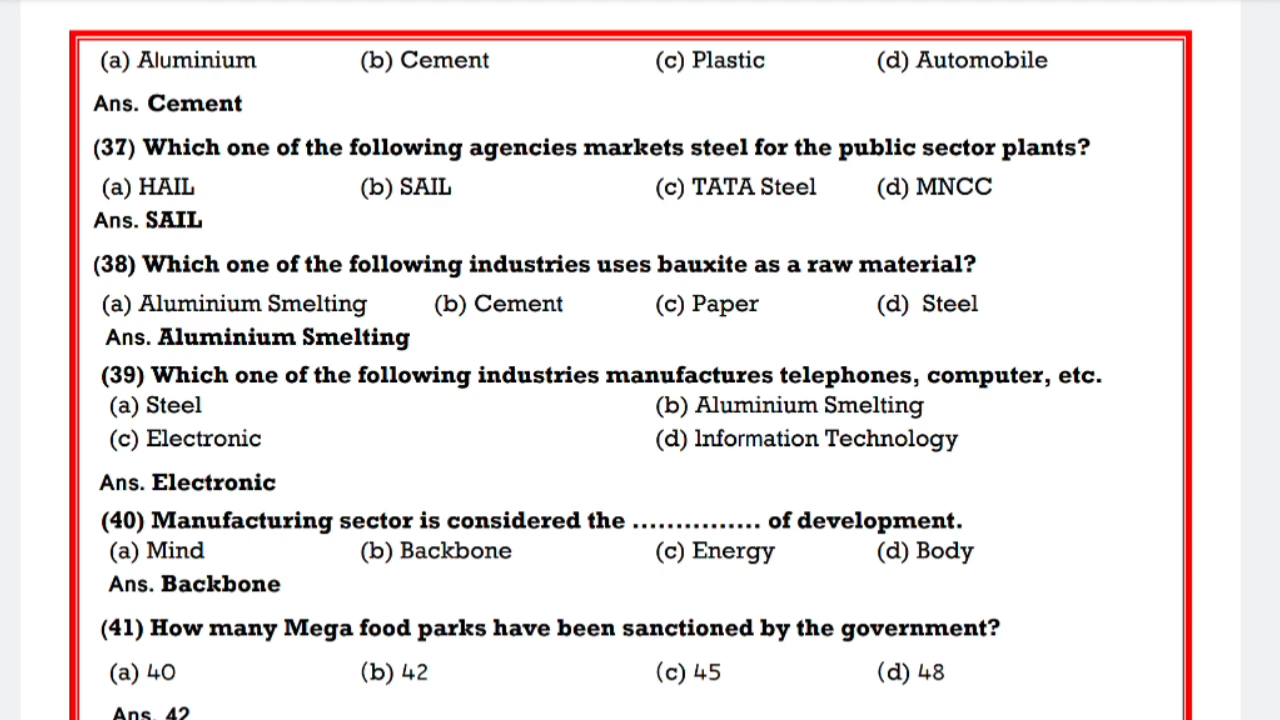 (a) Aluminium (b) Cement (c) Plastic (d) Automobile
Ans. Cement
(37) Which one of the following agencies markets steel for the public sector plants?
(a) HAIL (b) SAIL (c) TATA Steel (d) MNCC
Ans. SAIL
(38) Which one of the following industries uses bauxite as a raw material?
(a) Aluminium Smelting (b) Cement (c) Paper (d) Steel
Ans. Aluminium Smelting
(39) Which one of the following industries manufactures telephones, computer, etc.
(a) Steel (b) Aluminium Smelting
(c) Electronic (d) Information Technology
Ans. Electronic
(40) Manufacturing sector is considered the ............... of development.
(a) Mind (b) Backbone (c) Energy (d) Body
Ans. Backbone
(41) How many Mega food parks have been sanctioned by the government?
(a) 40 (b) 42 (c) 45 (d) 48
Ans. 42